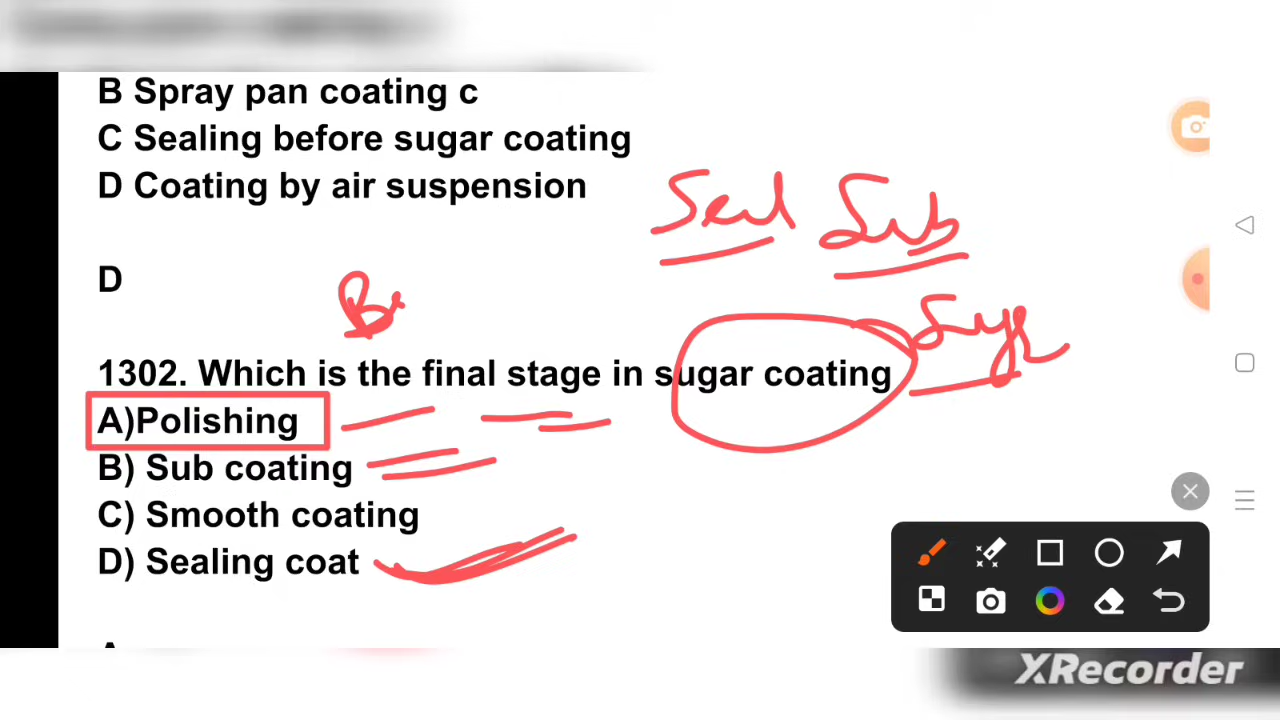 B Spray pan coating c
C Sealing before sugar coating
D Coating by air suspension
Seal Sub
D
1302. Which is the final stage in sugar coating
A)Polishing
B) Sub coating
C) Smooth coating
D) Sealing coat
XRecorder